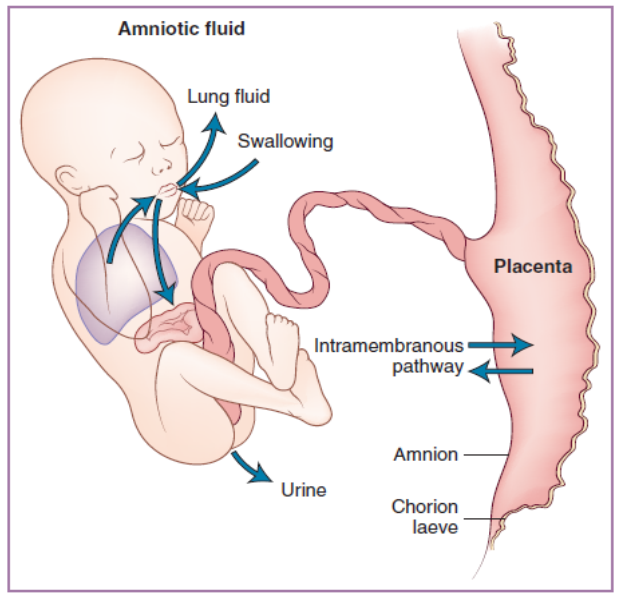 Amniotic fluid
Lung fluid
Swallowing
Placenta
Intramembranous
pathway
Amnion
Urine
Chorion
laeve